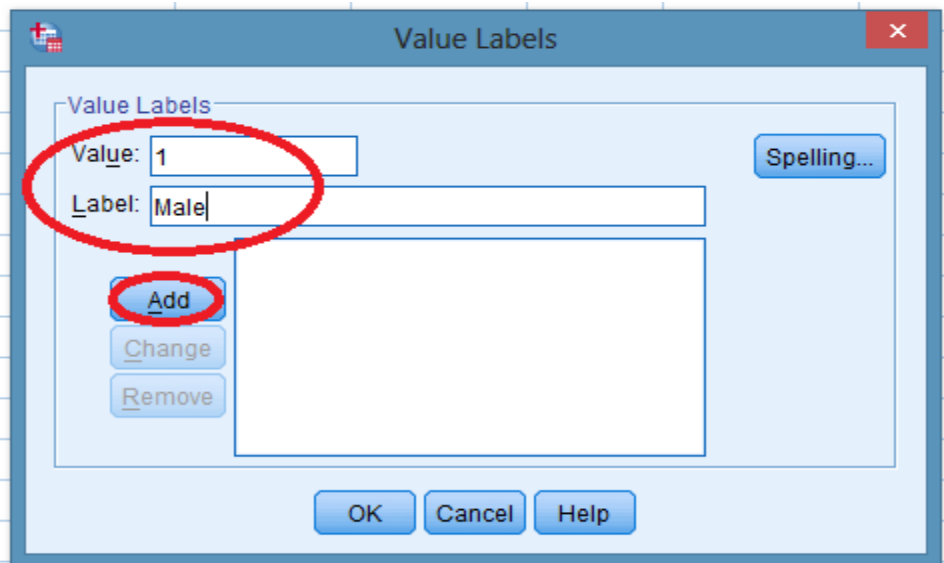 Value Labels
Value Labels
Value: 1
Spelling...
Label: Male
Add
Change
Remove
OK Cancel Help